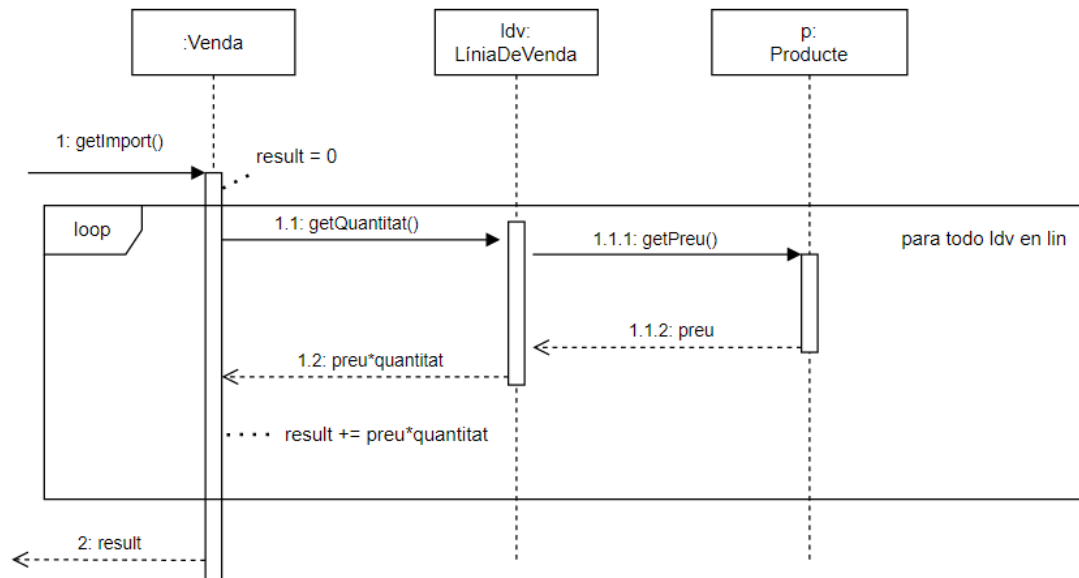 :Venda
ldv:
LíniaDeVenda
p:
Producte
1: getImport()
result = 0
loop
1.1: getQuantitat()
1.1.1: getPreu()
para todo ldv en lin
1.1.2: preu
1.2: preu*quantitat
result += preu*quantitat
2: result